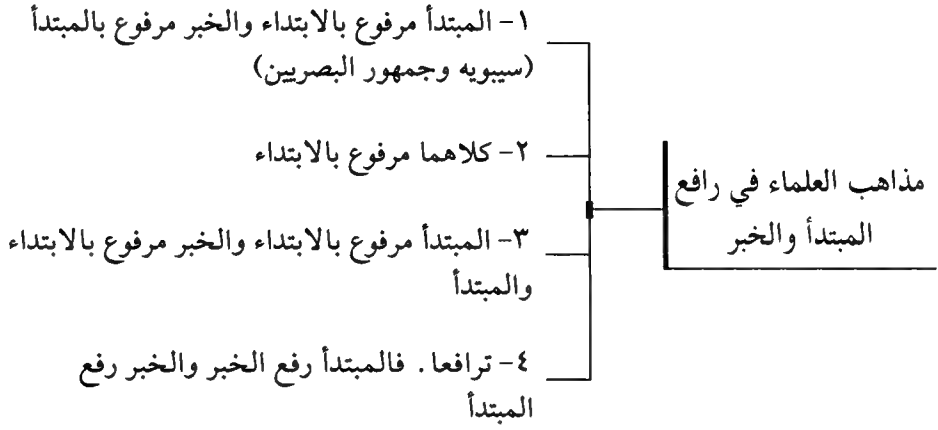 مذاهب العلماء في رافع
المبتدأ والخبر
١- المبتدأ مرفوع بالابتداء والخبر مرفوع بالمبتدأ
(سيبويه وجمهور البصريين)
٢- كلاهما مرفوع بالابتداء
٣- المبتدأ مرفوع بالابتداء والخبر مرفوع بالابتداء
والمبتدأ
٤- ترافعا. فالمبتدأ رفع الخبر والخبر رفع
المبتدأ